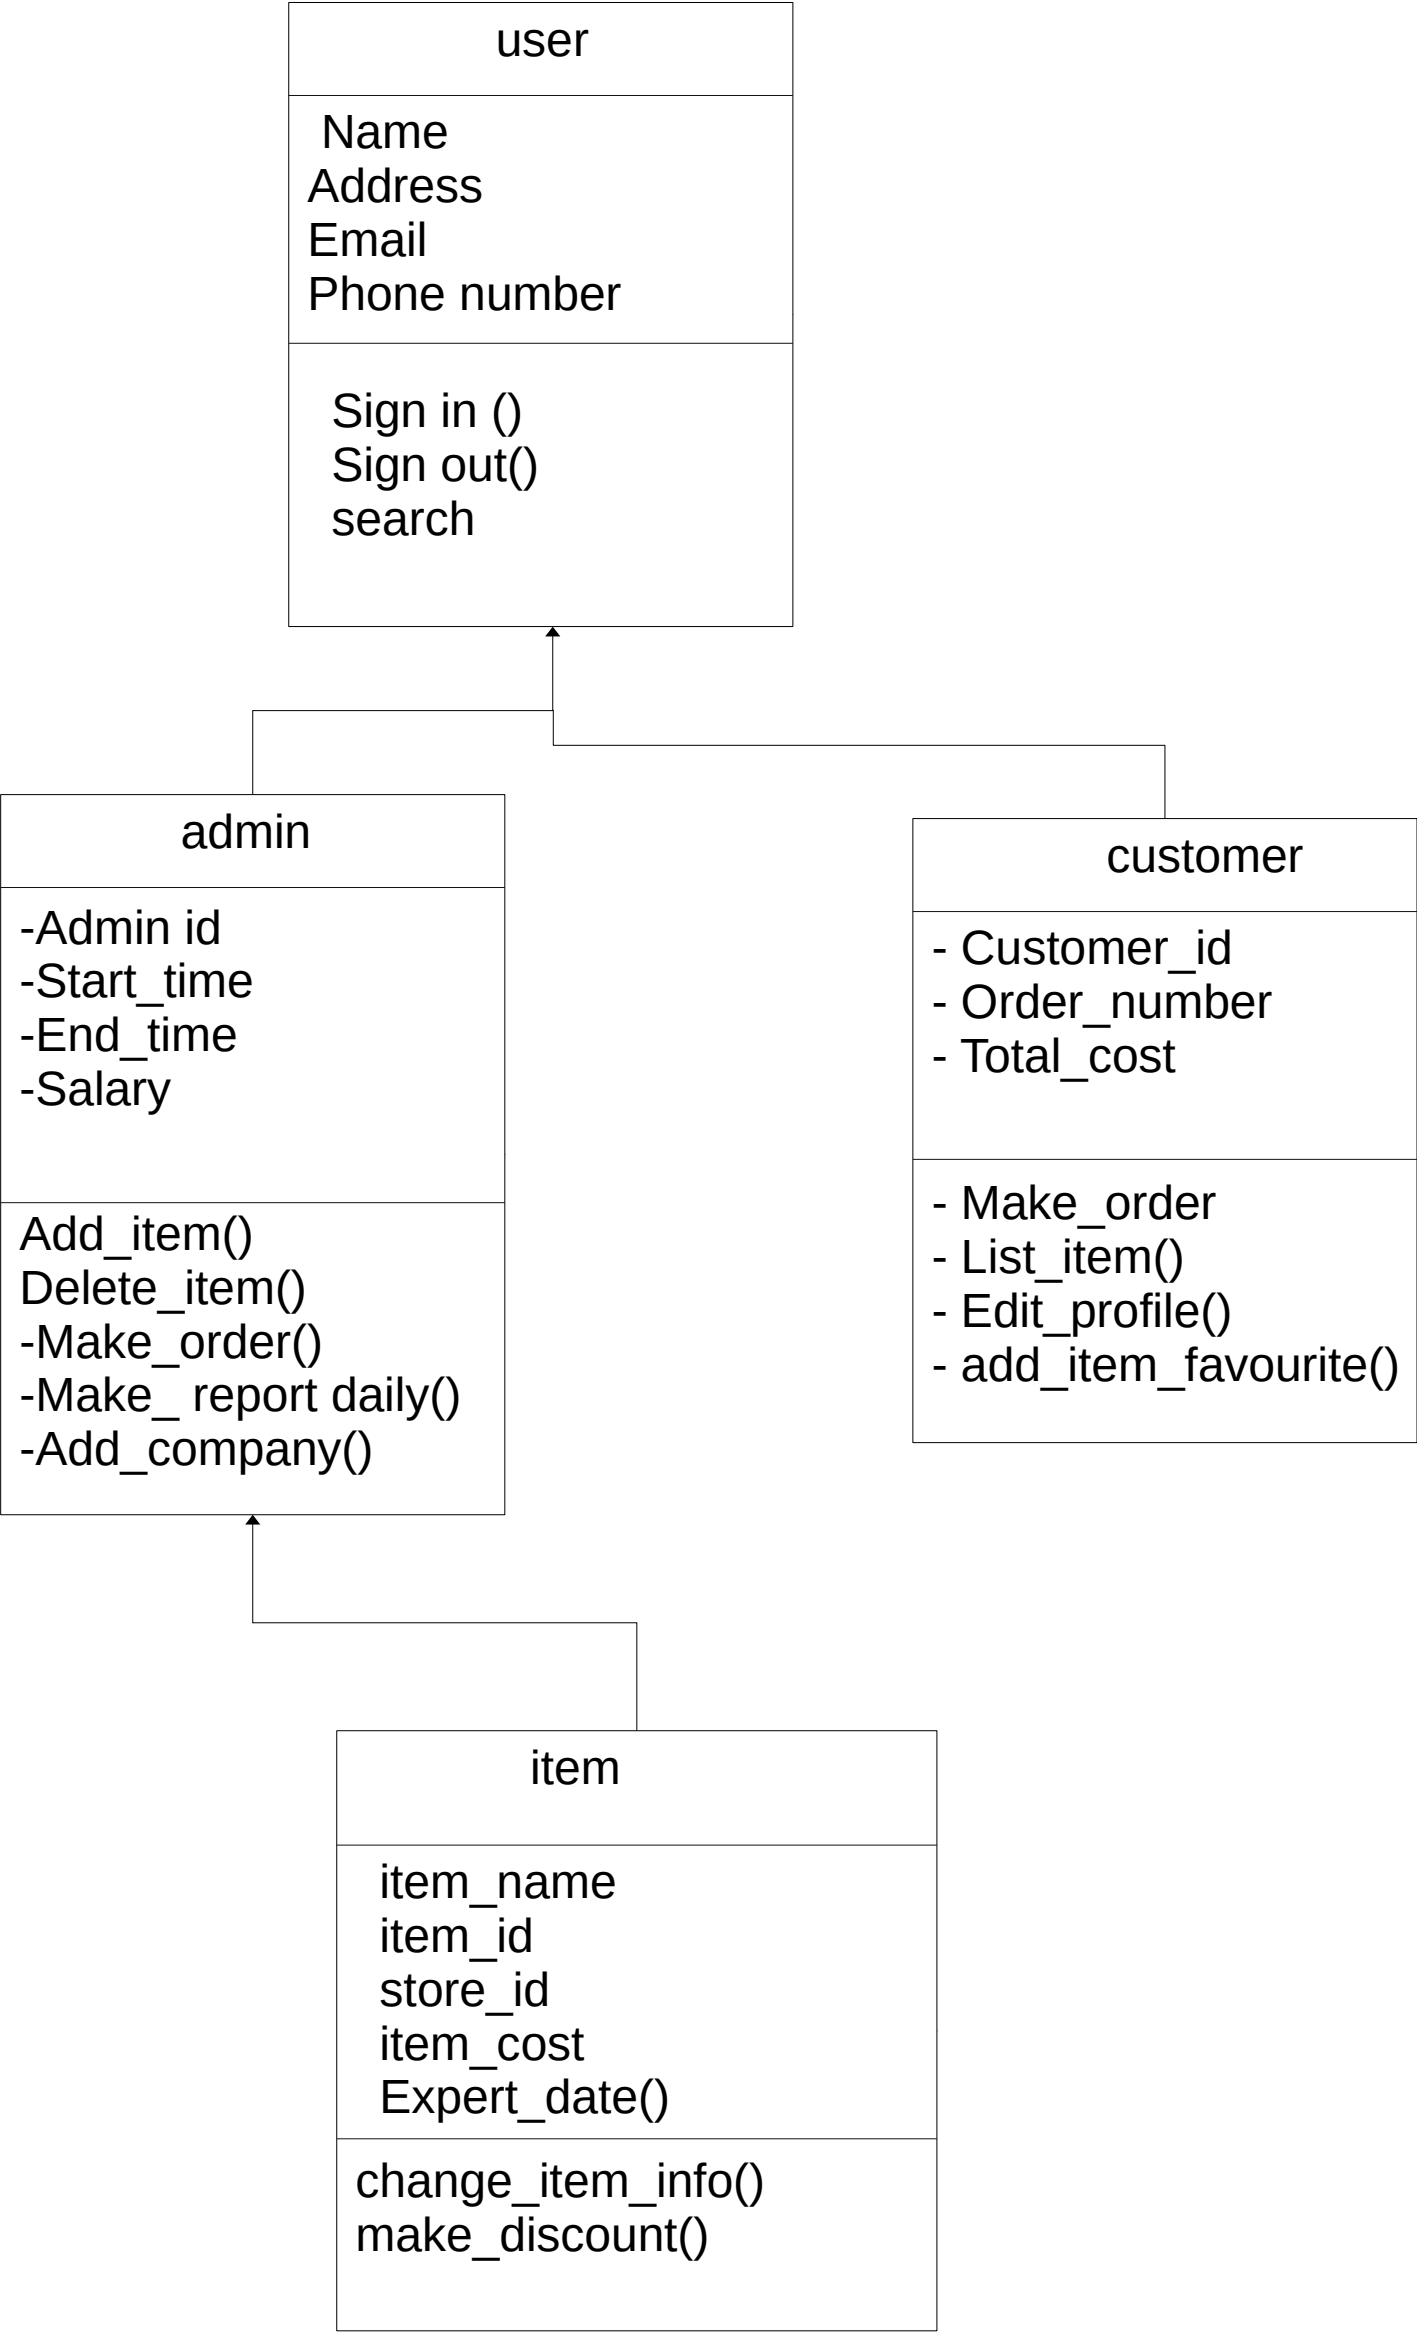 user
Name
Address
Email
Phone number
Sign in ()
Sign out()
search
admin
-Admin id
-Start_time
-End_time
-Salary
Add_item()
Delete_item()
-Make_order()
-Make_ report daily()
-Add_company()
customer
- Customer_id
- Order_number
- Total_cost
- Make_order
- List_item()
- Edit_profile()
- add_item_favourite()
item
item_name
item_id
store_id
item_cost
Expert_date()
change_item_info()
make_discount()